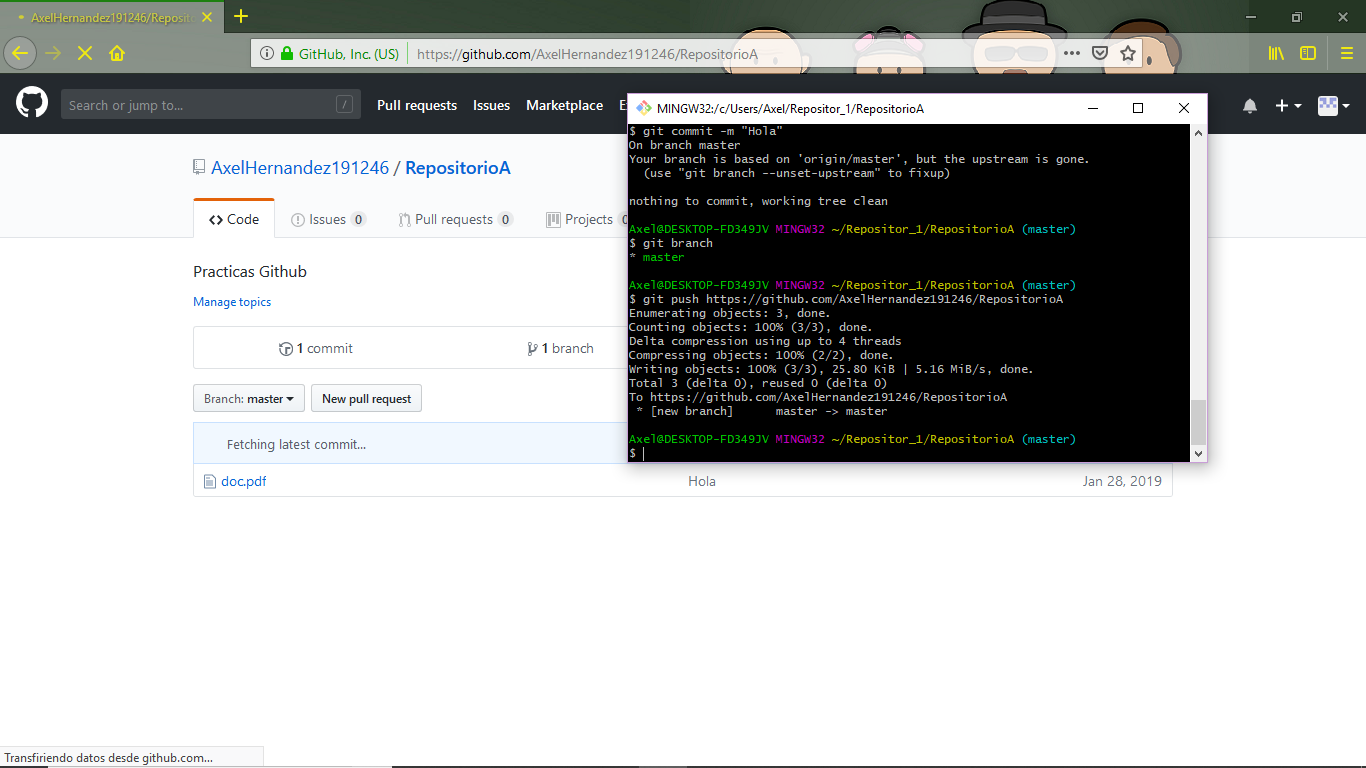 AxelHernandez191246/Reposito
GitHub, Inc. (US)
https://github.com/AxelHernandez191246/RepositorioA
Search or jump to...
/
Pull requests
Issues
Marketplace
AxelHernandez191246 / RepositorioA
Code
Issues 0
Pull requests 0
Projects
Practicas Github
Manage topics
1 commit
1 branch
Branch: master
New pull request
Fetching latest commit...
doc.pdf
Hola
Jan 28, 2019
MINGW32:/c/Users/Axel/Repositor_1/RepositorioA
$ git commit -m "Hola"
On branch master
Your branch is based on 'origin/master', but the upstream is gone.
(use "git branch --unset-upstream" to fixup)
nothing to commit, working tree clean
Axel@DESKTOP-FD349JV MINGW32 ~/Repositor_1/RepositorioA (master)
$ git branch
* master
Axel@DESKTOP-FD349JV MINGW32 ~/Repositor_1/RepositorioA (master)
$ git push https://github.com/AxelHernandez191246/RepositorioA
Enumerating objects: 3, done.
Counting objects: 100% (3/3), done.
Delta compression using up to 4 threads
Compressing objects: 100% (2/2), done.
Writing objects: 100% (3/3), 25.80 KiB | 5.16 MiB/s, done.
Total 3 (delta 0), reused 0 (delta 0)
To https://github.com/AxelHernandez191246/RepositorioA
* [new branch]      master -> master
Axel@DESKTOP-FD349JV MINGW32 ~/Repositor_1/RepositorioA (master)
$
Transfiriendo datos desde github.com...